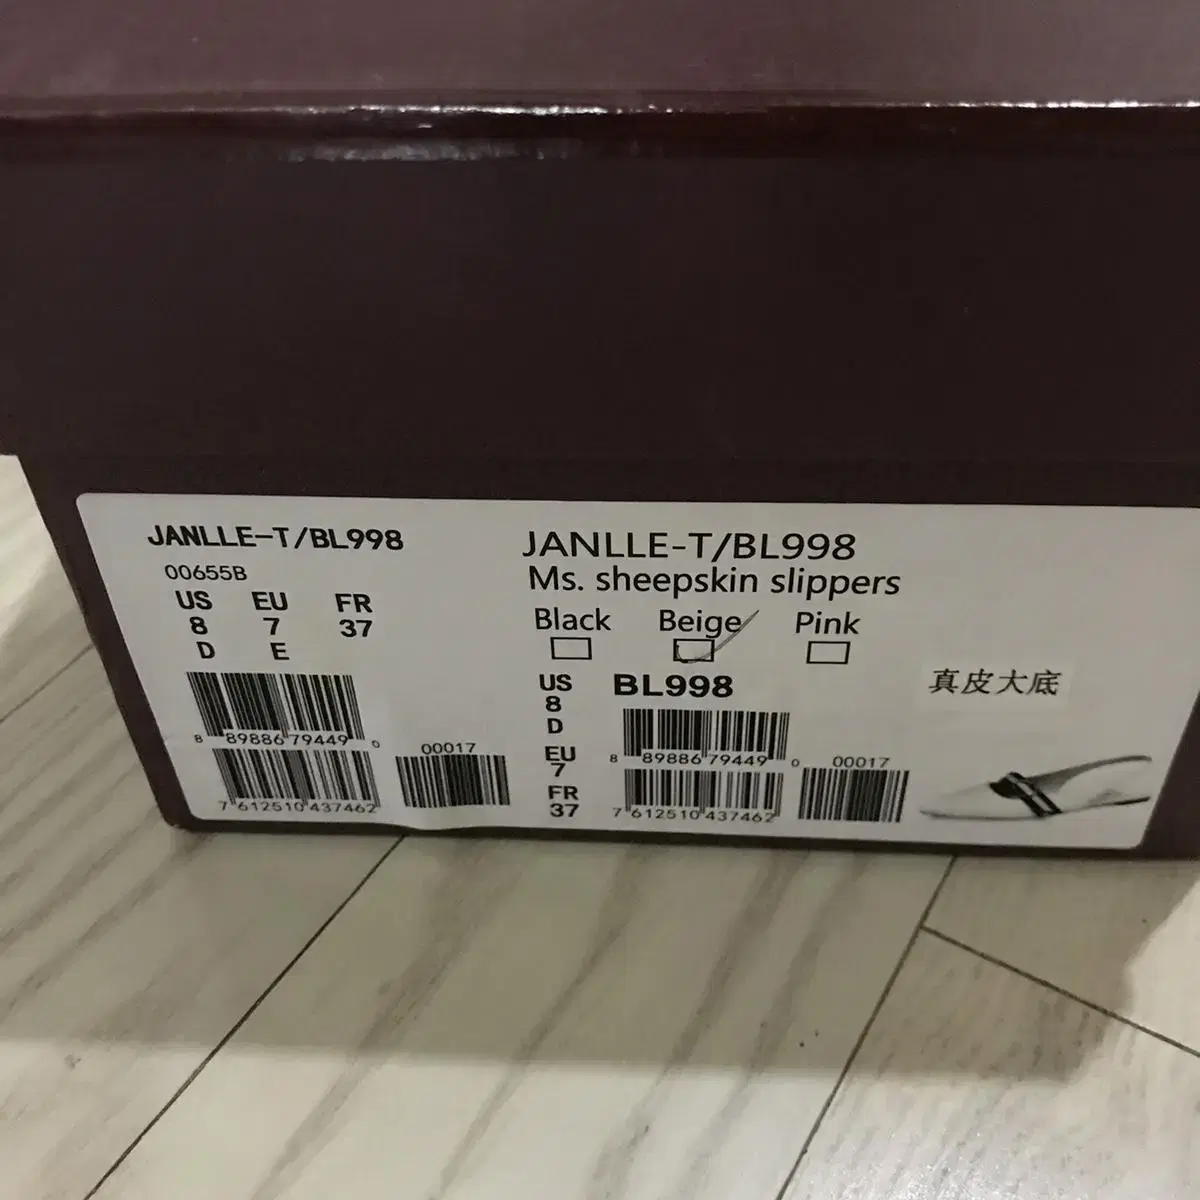 JANLLE-T/BL998
00655B
US EU FR
8 7 37
D E
8 89886 79449 0
00017
7 612510 437462
JANLLE-T/BL998
Ms. sheepskin slippers
Black Beige Pink
US
8
D
EU
7
FR
37
BL998
8 89886 79449 0
00017
7 612510 437462
真皮大底